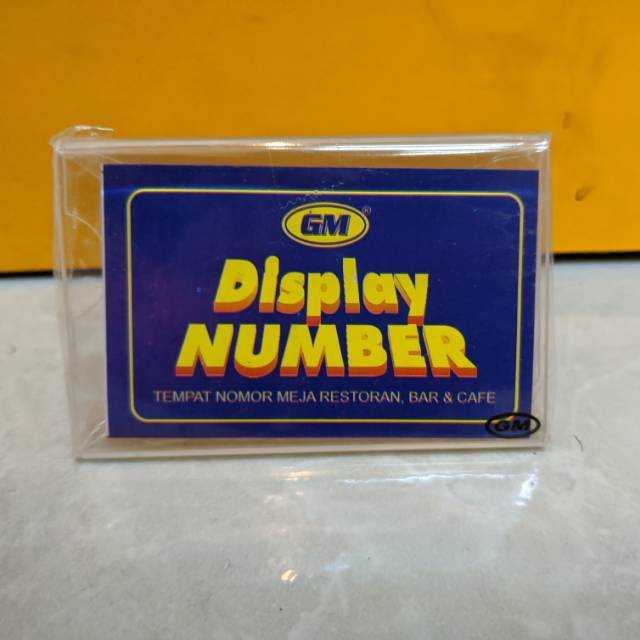 GM®
Display
NUMBER
TEMPAT NOMOR MEJA RESTORAN, BAR & CAFE
GM